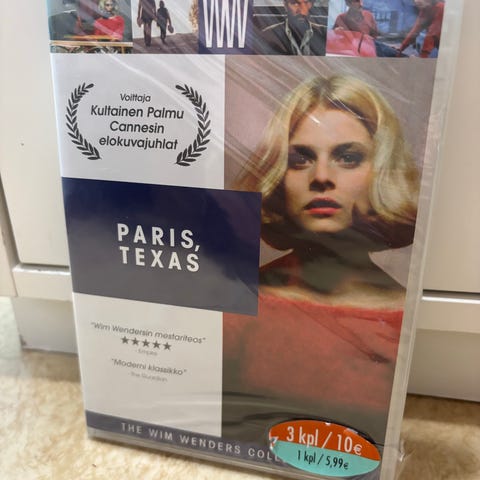 WW
Voittaja
Kultainen Palmu
Cannesin
elokuvajuhlat
PARIS,
TEXAS
"Wim Wendersin mestariteos"
★★★★★
- Empire
"Moderni klassikko"
- The Guardian
THE WIM WENDERS
3 kpl / 10€
1 kpl / 5,99€